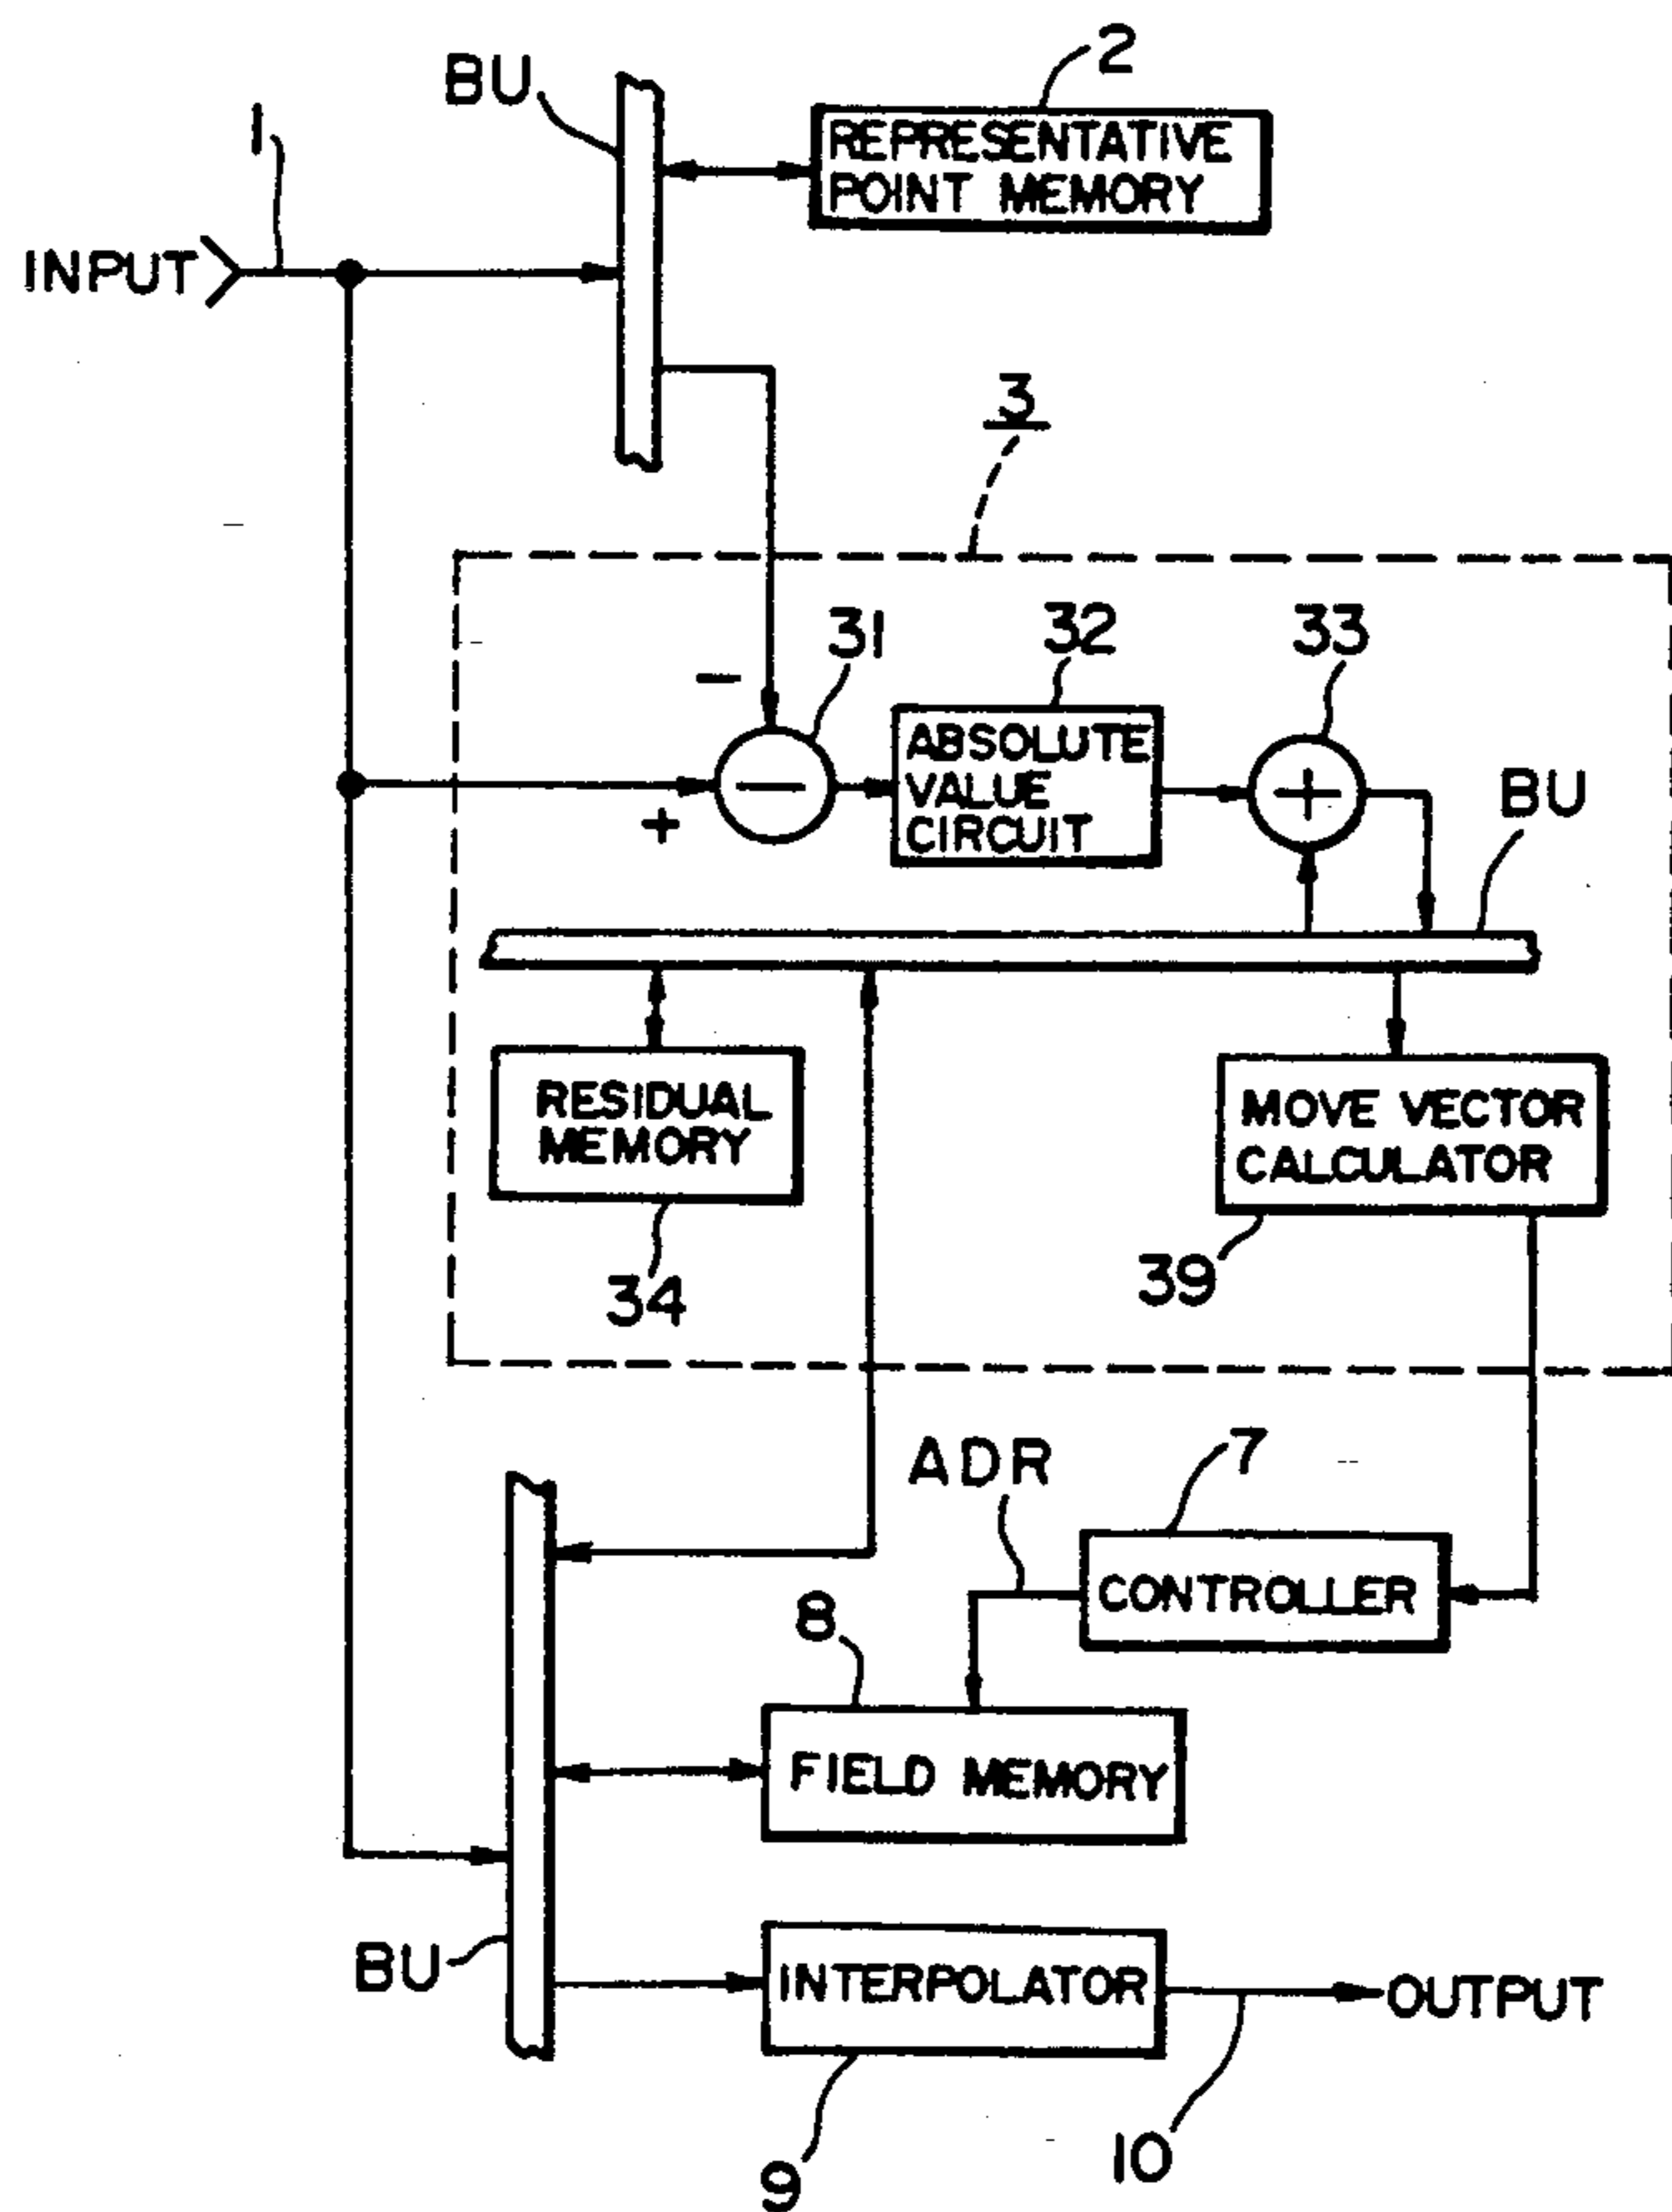 BU
2
REPRESENTATIVE
POINT MEMORY
1
INPUT
3
31
32
33
−
ABSOLUTE
VALUE
CIRCUIT
−
+
+
BU
RESIDUAL
MEMORY
MOVE VECTOR
CALCULATOR
34
39
ADR
7
CONTROLLER
8
FIELD MEMORY
BU
INTERPOLATOR
OUTPUT
9
10